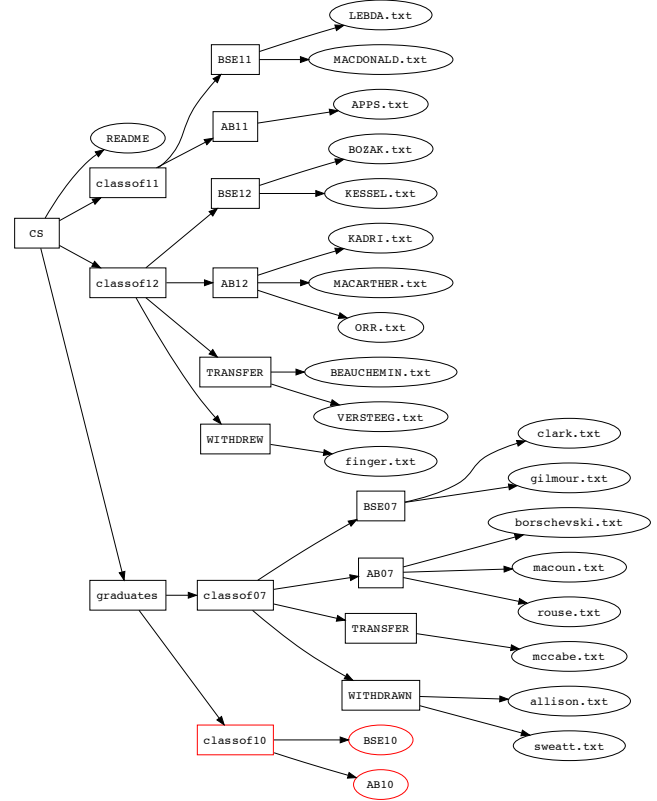 LEBDA.txt
BSE11
MACDONALD.txt
APPS.txt
AB11
README
BOZAK.txt
classof11
BSE12
KESSEL.txt
CS
KADRI.txt
classof12
AB12
MACARTHER.txt
ORR.txt
TRANSFER
BEAUCHEMIN.txt
VERSTEEG.txt
WITHDREW
finger.txt
clark.txt
gilmour.txt
BSE07
borschevski.txt
AB07
macoun.txt
graduates
classof07
rouse.txt
TRANSFER
mccabe.txt
WITHDRAWN
allison.txt
classof10
BSE10
sweatt.txt
AB10